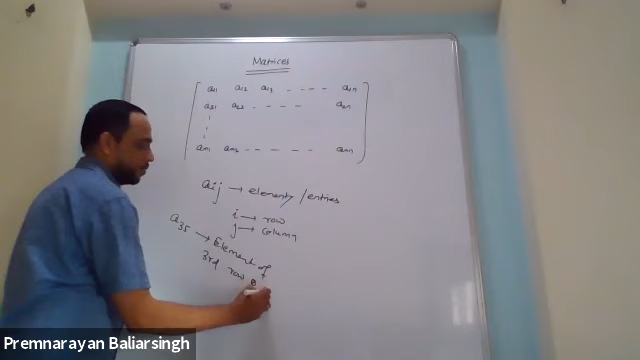 Matrices
a11 a12 a13 - - - - a1n
a21 a22 - - - - a2n
am1 am2 - - - - - amn
aij → elements/entries
i → row
j → column
a35 → Element of
3rd row &
Premnarayan Baliarsingh